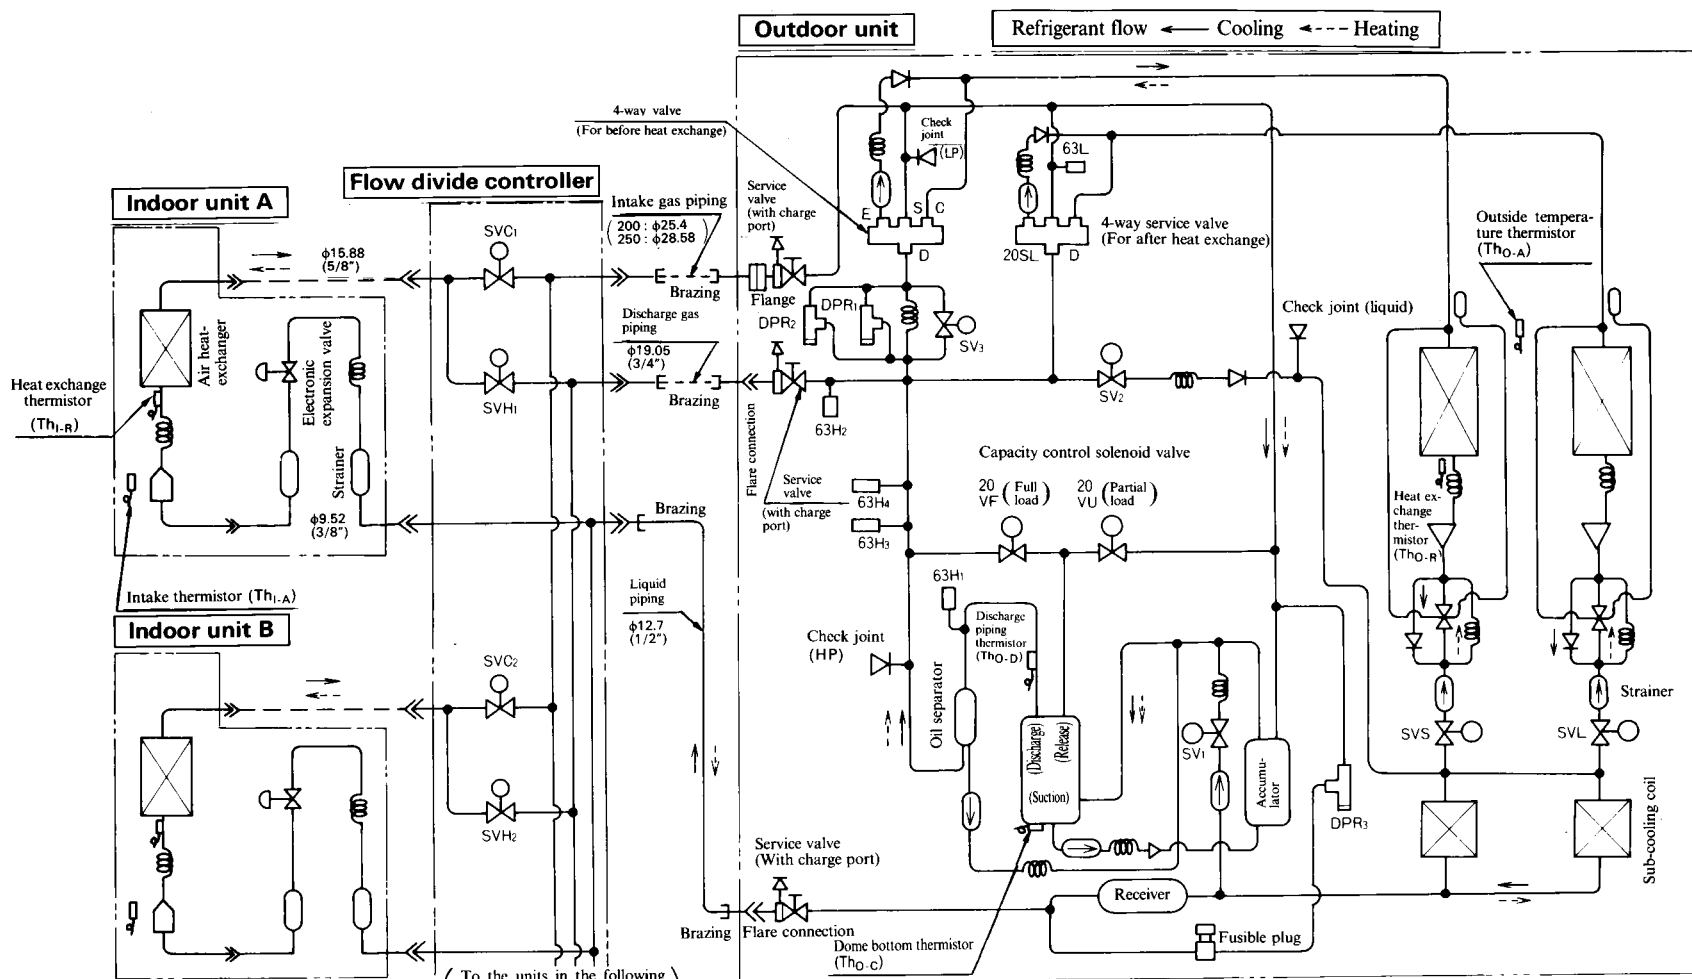 Outdoor unit
Refrigerant flow ← Cooling ⇠ Heating
4-way valve
(For before heat exchange)
Check
joint
(LP)
63L
Indoor unit A
Flow divide controller
Intake gas piping
(200 : φ25.4
250 : φ28.58)
Service
valve
(with charge
port)
E
S
C
D
20SL
D
4-way service valve
(For after heat exchange)
Outside tempera-
ture thermistor
(ThO-A)
φ15.88
(5/8")
SVC1
Brazing
Flange
DPR2
DPR1
SV3
Check joint (liquid)
Discharge gas
piping
φ19.05
(3/4")
Brazing
SVH1
63H2
SV2
Air heat-
exchanger
Electronic
expansion valve
Heat exchange
thermistor
(ThI-R)
Strainer
φ9.52
(3/8")
Flare connection
Service
valve
(with charge
port)
Capacity control solenoid valve
20
VF (Full
load)
20
VU (Partial
load)
63H4
63H3
Heat ex-
change ther-
mistor
(ThO-R)
Brazing
Intake thermistor (ThI-A)
Indoor unit B
Liquid
piping
φ12.7
(1/2")
63H1
Check joint
(HP)
Discharge
piping
thermistor
(ThO-D)
Oil separator
SVC2
(Discharge)
(Release)
(Suction)
SV1
Accumu-
lator
DPR3
SVS
SVL
Strainer
Sub-cooling coil
SVH2
Service valve
(With charge port)
Receiver
Brazing
Flare connection
Dome bottom thermistor
(ThO-C)
Fusible plug
(To the units in the following)